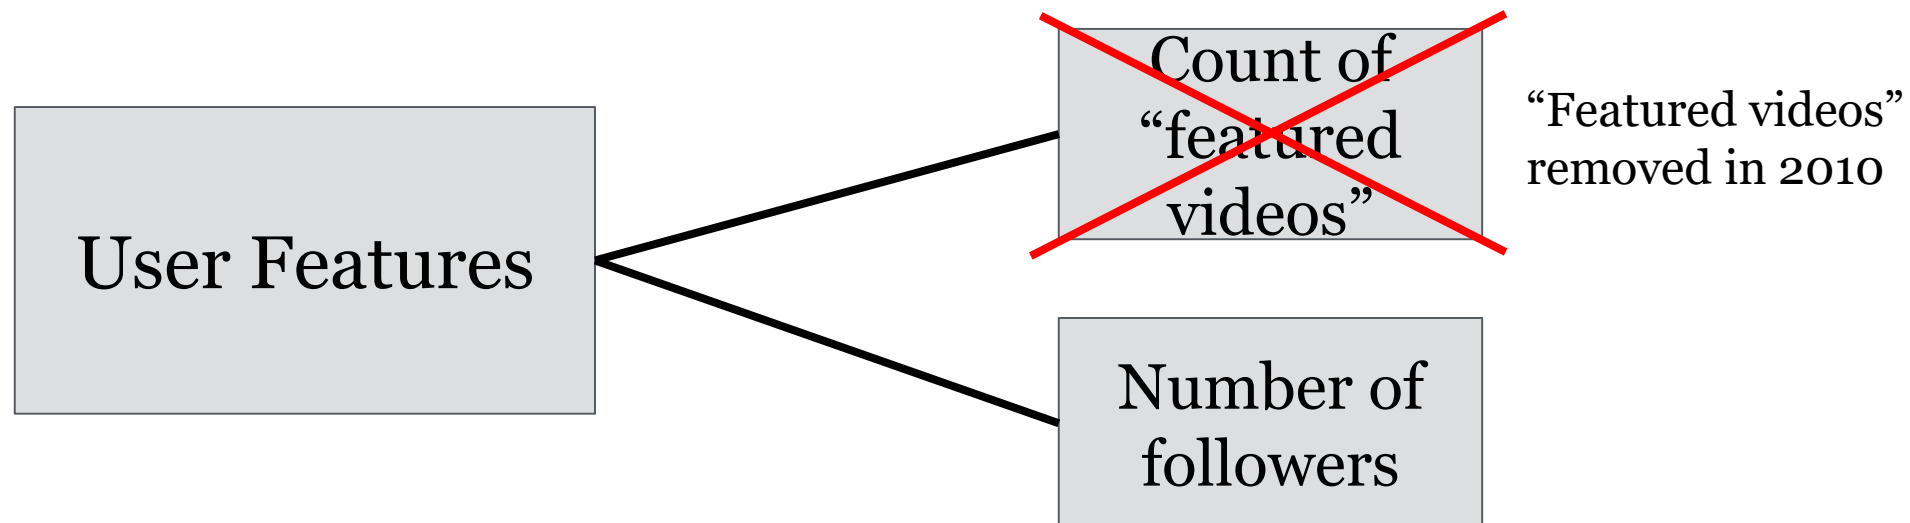 User Features
Count of
“featured
videos”
“Featured videos”
removed in 2010
Number of
followers